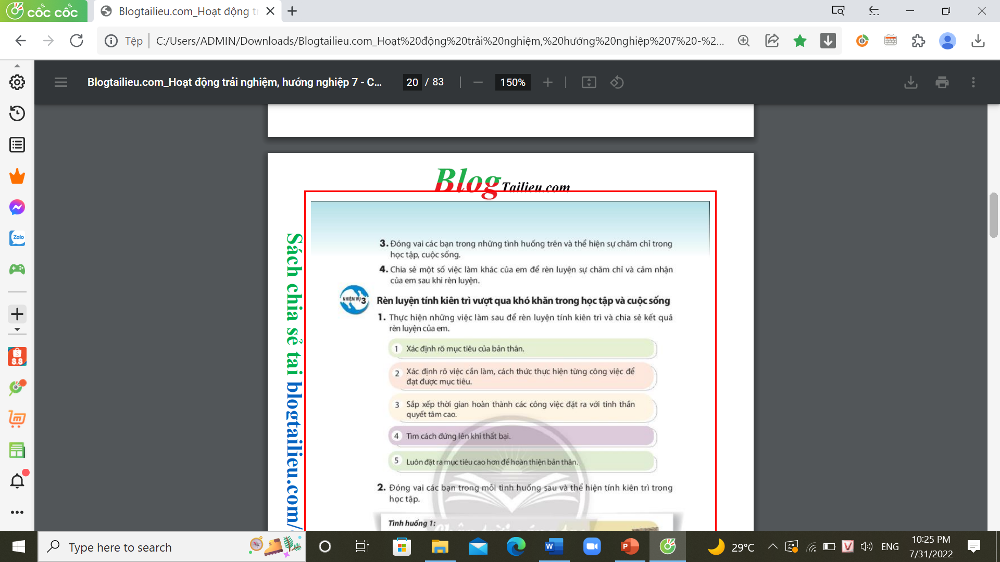 cốc cốc
Blogtailieu.com_Hoạt động tr
Tệp
C:/Users/ADMIN/Downloads/Blogtailieu.com_Hoạt%20động%20trải%20nghiệm,%20hướng%20nghiệp%207%20-%2...
Blogtailieu.com_Hoạt động trải nghiệm, hướng nghiệp 7 - C...
20 / 83
150%
Zalo
8.8
Blog Tailieu.com
Sách chia sẻ tại blogtailieu.com/
3. Đóng vai các bạn trong những tình huống trên và thể hiện sự chăm chỉ trong
học tập, cuộc sống.
4. Chia sẻ một số việc làm khác của em để rèn luyện sự chăm chỉ và cảm nhận
của em sau khi rèn luyện.
NHIỆM VỤ 3
Rèn luyện tính kiên trì vượt qua khó khăn trong học tập và cuộc sống
1. Thực hiện những việc làm sau để rèn luyện tính kiên trì và chia sẻ kết quả
rèn luyện của em.
1 Xác định rõ mục tiêu của bản thân.
2 Xác định rõ việc cần làm, cách thức thực hiện từng công việc để
đạt được mục tiêu.
3 Sắp xếp thời gian hoàn thành các công việc đặt ra với tinh thần
quyết tâm cao.
4 Tìm cách đứng lên khi thất bại.
5 Luôn đặt ra mục tiêu cao hơn để hoàn thiện bản thân.
2. Đóng vai các bạn trong mỗi tình huống sau và thể hiện tính kiên trì trong
học tập.
Tình huống 1:
Type here to search
29°C
ENG
10:25 PM
7/31/2022